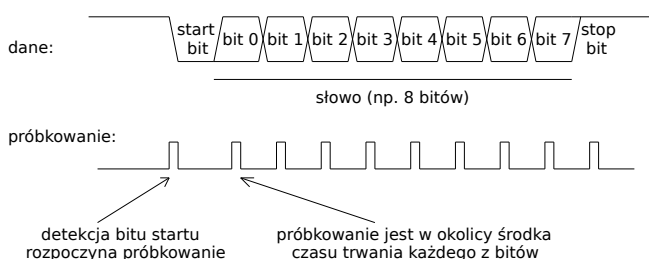 dane:
start bit
bit 0 bit 1 bit 2 bit 3 bit 4 bit 5 bit 6 bit 7
stop bit
słowo (np. 8 bitów)
próbkowanie:
detekcja bitu startu
rozpoczyna próbkowanie
próbkowanie jest w okolicy środka
czasu trwania każdego z bitów